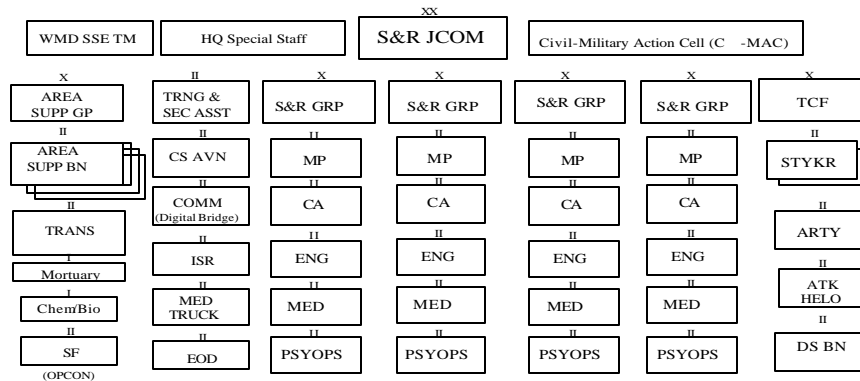 XX
WMD SSE TM
HQ Special Staff
S&R JCOM
Civil-Military Action Cell (C -MAC)
X
II
X
X
X
X
X
AREA
SUPP GP
TRNG &
SEC ASST
S&R GRP
S&R GRP
S&R GRP
S&R GRP
TCF
II
II
II
II
II
II
II
AREA
SUPP BN
CS AVN
MP
MP
MP
MP
STYKR
II
II
II
II
II
COMM
(Digital Bridge)
CA
CA
CA
CA
II
TRANS
II
ISR
II
ENG
II
ENG
II
ENG
II
ENG
II
ARTY
I
Mortuary
II
MED
TRUCK
II
MED
II
MED
II
MED
II
MED
II
ATK
HELO
I
Chem/Bio
II
SF
(OPCON)
II
EOD
II
PSYOPS
II
PSYOPS
II
PSYOPS
II
PSYOPS
II
DS BN